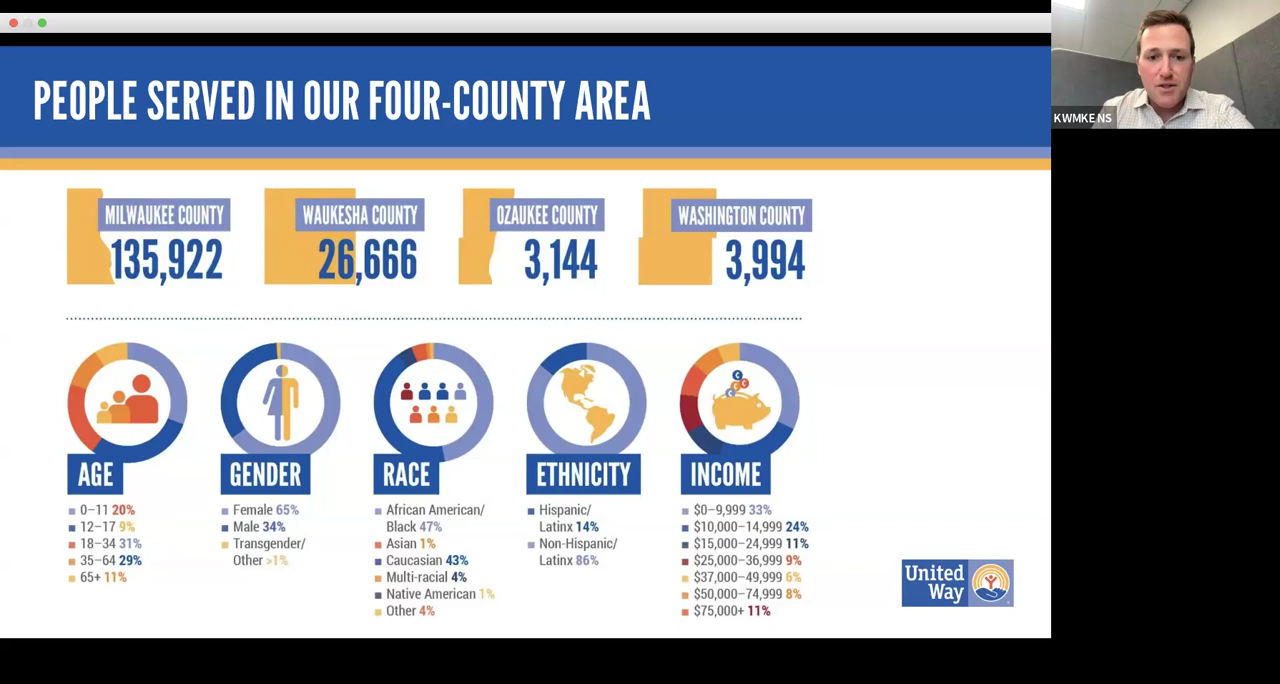 PEOPLE SERVED IN OUR FOUR-COUNTY AREA
KWMKENS
MILWAUKEE COUNTY
135,922
WAUKESHA COUNTY
26,666
OZAUKEE COUNTY
3,144
WASHINGTON COUNTY
3,994
AGE
0–11 20%
12–17 9%
18–34 31%
35–64 29%
65+ 11%
GENDER
Female 65%
Male 34%
Transgender/
Other >1%
RACE
African American/
Black 47%
Asian 1%
Caucasian 43%
Multi-racial 4%
Native American 1%
Other 4%
ETHNICITY
Hispanic/
Latinx 14%
Non-Hispanic/
Latinx 86%
INCOME
$0–9,999 33%
$10,000–14,999 24%
$15,000–24,999 11%
$25,000–36,999 9%
$37,000–49,999 6%
$50,000–74,999 8%
$75,000+ 11%
United
Way